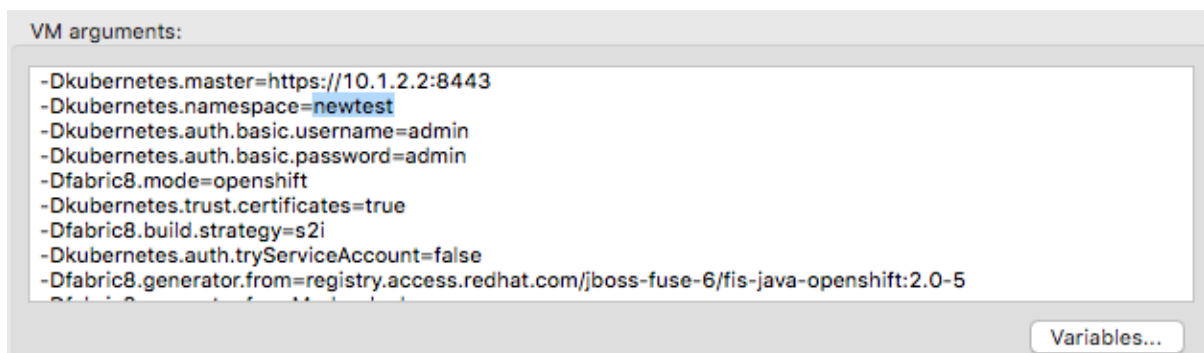 VM arguments:
-Dkubernetes.master=https://10.1.2.2:8443
-Dkubernetes.namespace=newtest
-Dkubernetes.auth.basic.username=admin
-Dkubernetes.auth.basic.password=admin
-Dfabric8.mode=openshift
-Dkubernetes.trust.certificates=true
-Dfabric8.build.strategy=s2i
-Dkubernetes.auth.tryServiceAccount=false
-Dfabric8.generator.from=registry.access.redhat.com/jboss-fuse-6/fis-java-openshift:2.0-5
Variables...